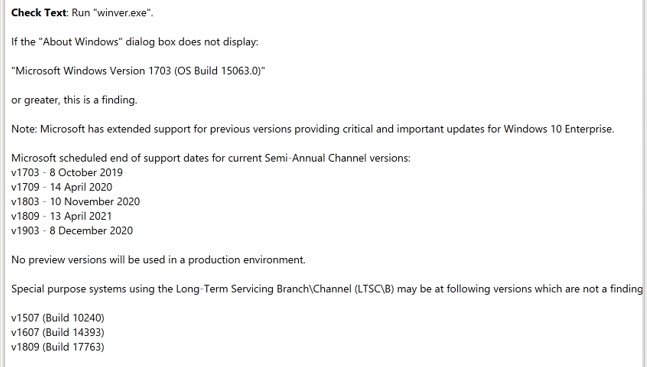 Check Text: Run "winver.exe".
If the "About Windows" dialog box does not display:
"Microsoft Windows Version 1703 (OS Build 15063.0)"
or greater, this is a finding.
Note: Microsoft has extended support for previous versions providing critical and important updates for Windows 10 Enterprise.
Microsoft scheduled end of support dates for current Semi-Annual Channel versions:
v1703 - 8 October 2019
v1709 - 14 April 2020
v1803 - 10 November 2020
v1809 - 13 April 2021
v1903 - 8 December 2020
No preview versions will be used in a production environment.
Special purpose systems using the Long-Term Servicing Branch\Channel (LTSC\B) may be at following versions which are not a finding
v1507 (Build 10240)
v1607 (Build 14393)
v1809 (Build 17763)